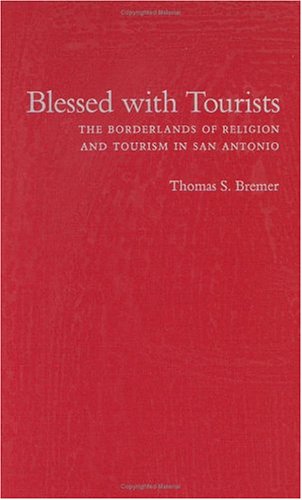 Blessed with Tourists
THE BORDERLANDS OF RELIGION
AND TOURISM IN SAN ANTONIO
Thomas S. Bremer